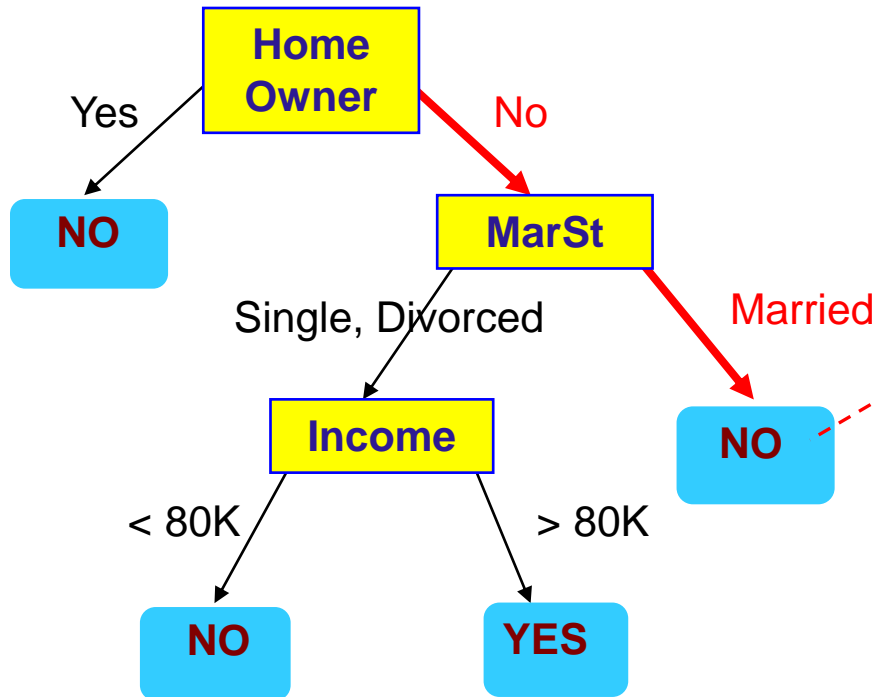 Home
Owner
Yes
No
NO
MarSt
Single, Divorced
Married
Income
NO
< 80K
> 80K
NO
YES